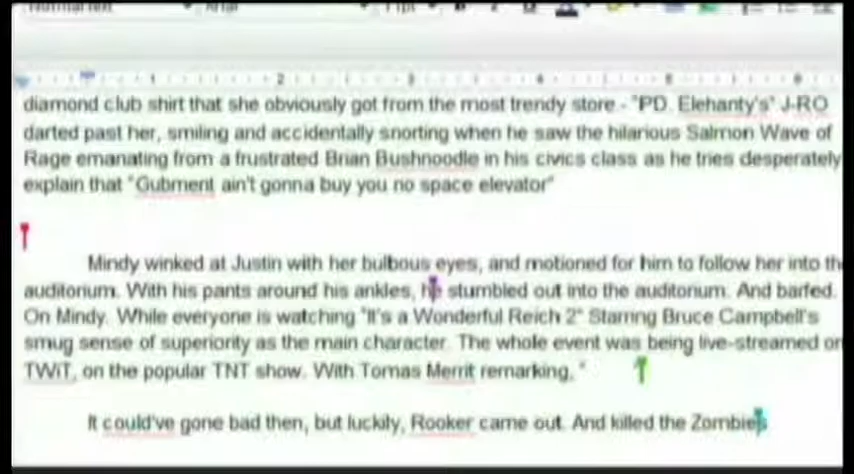 1 2 3 4 5 6
diamond club shirt that she obviously got from the most trendy store - "PD. Elehanty's" J-RO
darted past her, smiling and accidentally snorting when he saw the hilarious Salmon Wave of
Rage emanating from a frustrated Brian Bushnoodle in his civics class as he tries desperately
explain that "Gubment ain't gonna buy you no space elevator"
Mindy winked at Justin with her bulbous eyes, and motioned for him to follow her into th
auditorium. With his pants around his ankles, he stumbled out into the auditorium. And barfed.
On Mindy. While everyone is watching "It's a Wonderful Reich 2" Starring Bruce Campbell's
smug sense of superiority as the main character. The whole event was being live-streamed on
TWiT, on the popular TNT show. With Tomas Merrit remarking, "
It could've gone bad then, but luckily, Rooker came out. And killed the Zombies